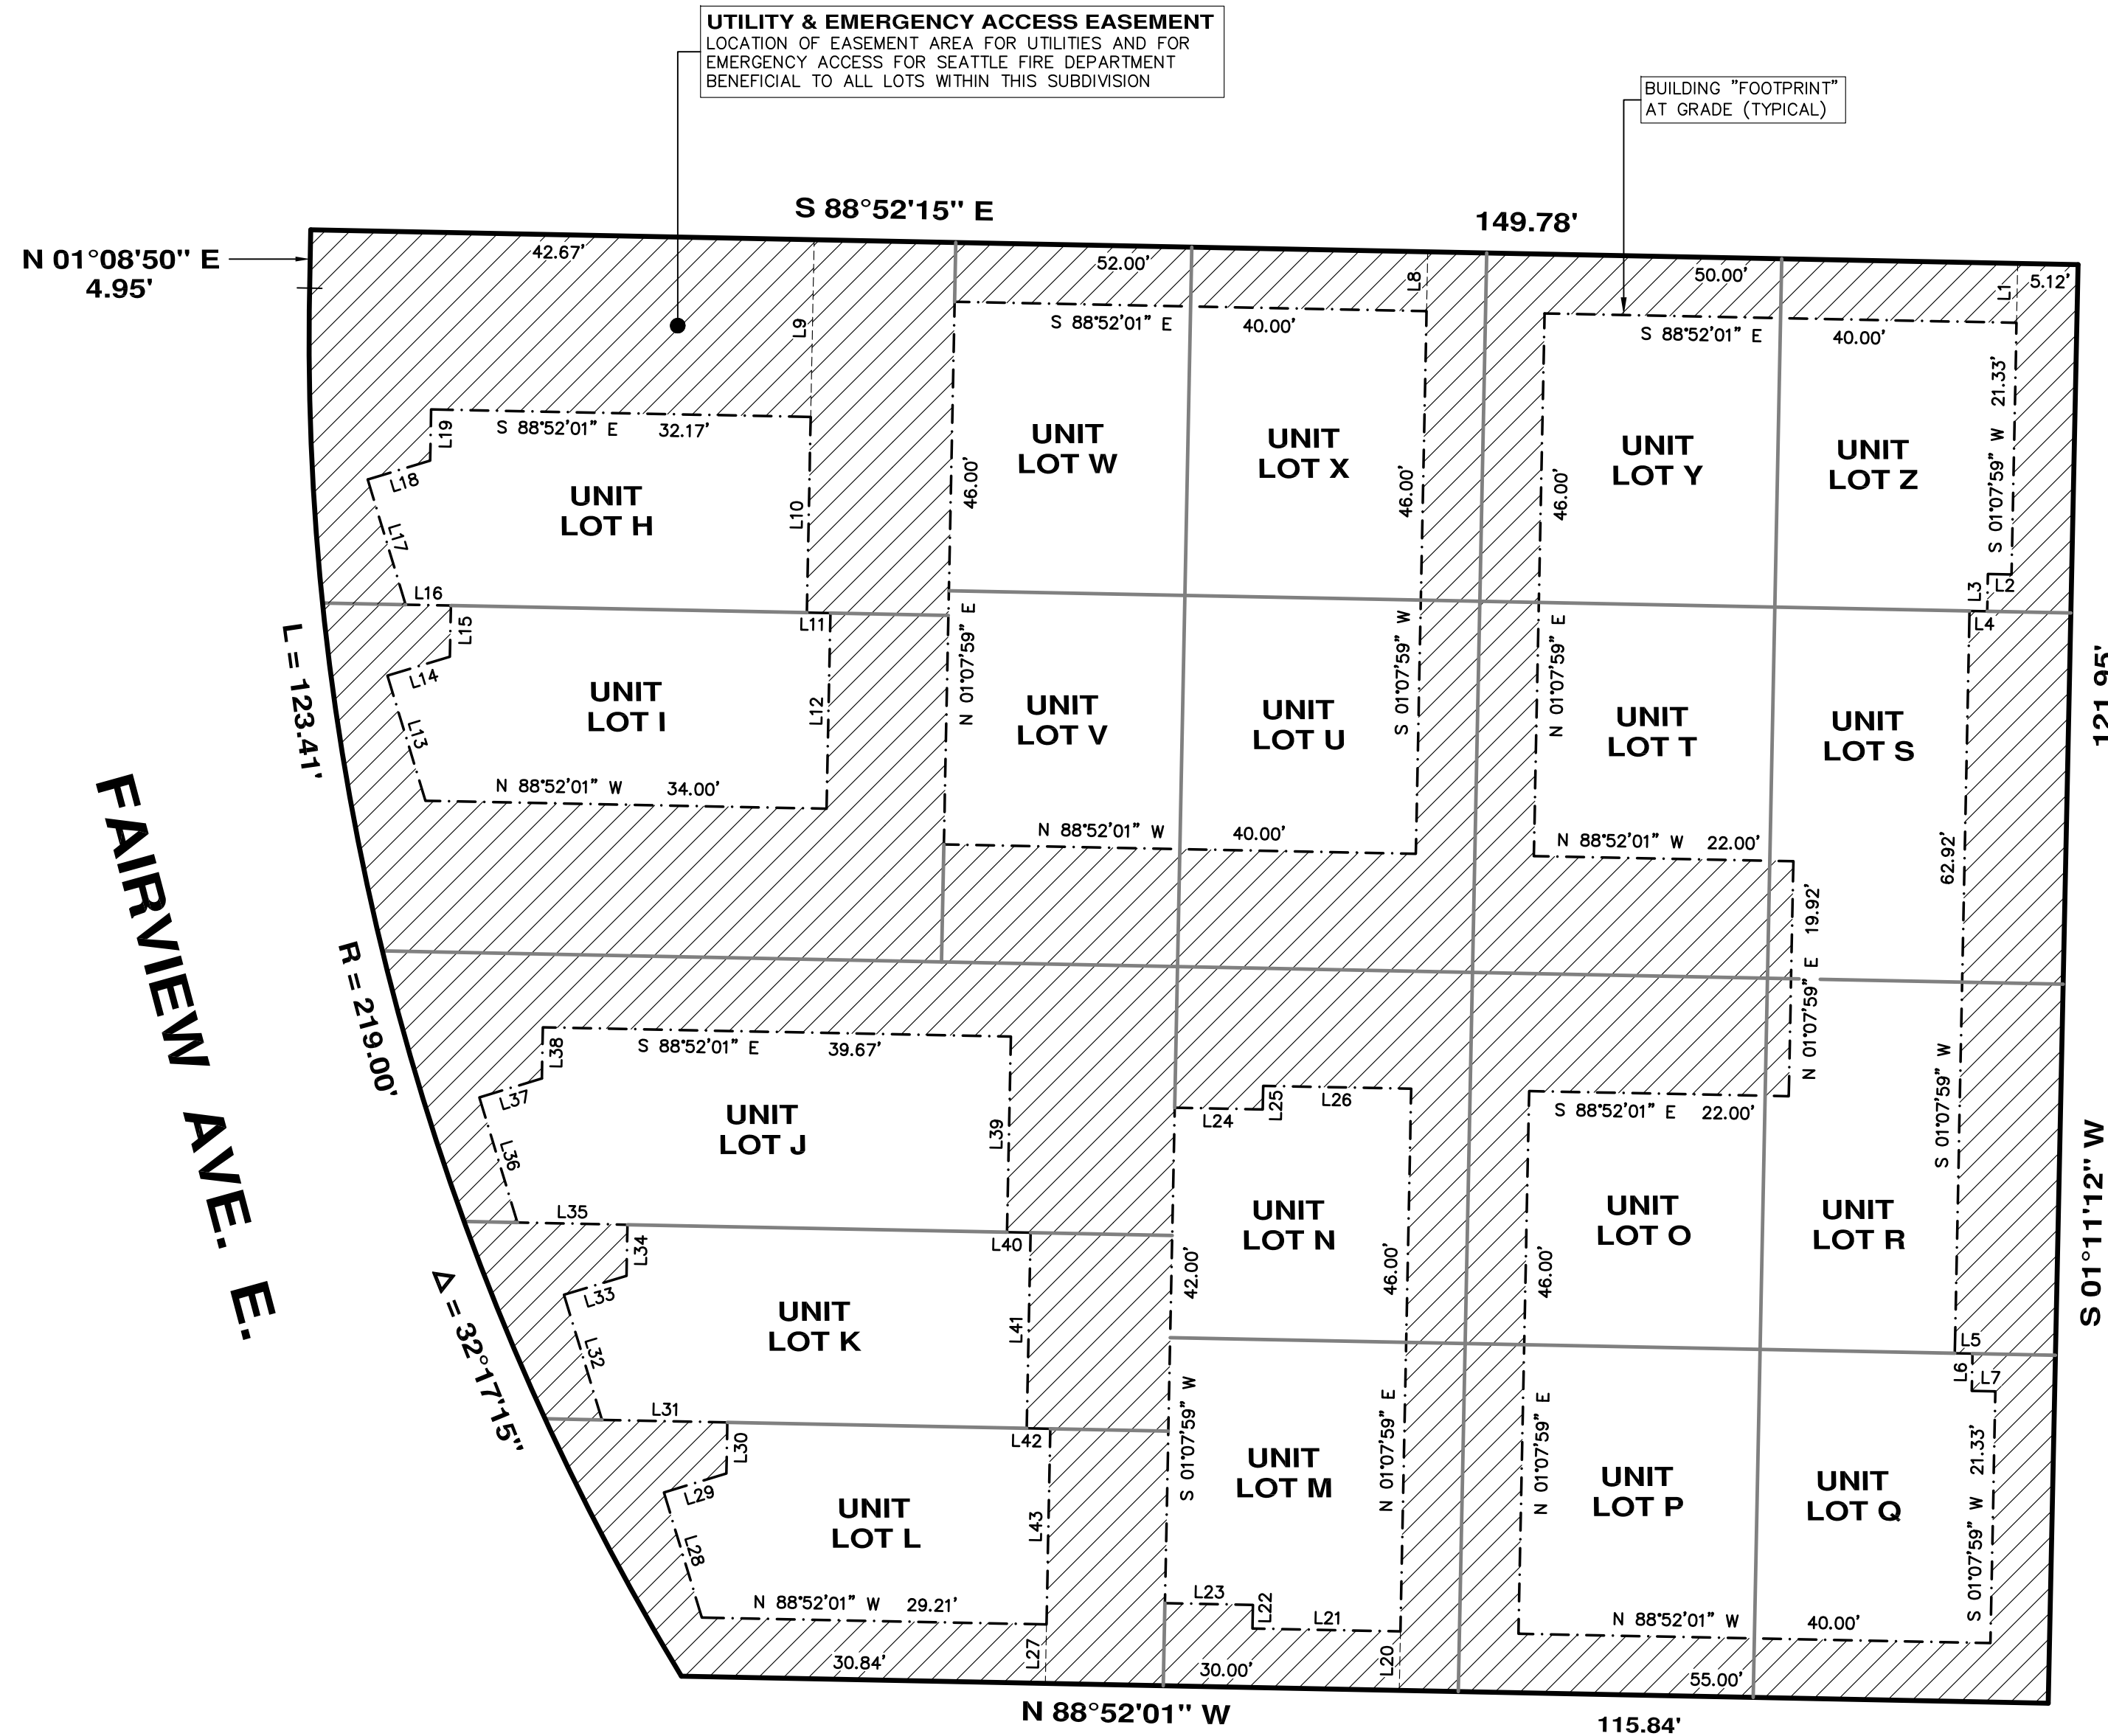 UTILITY & EMERGENCY ACCESS EASEMENT
LOCATION OF EASEMENT AREA FOR UTILITIES AND FOR
EMERGENCY ACCESS FOR SEATTLE FIRE DEPARTMENT
BENEFICIAL TO ALL LOTS WITHIN THIS SUBDIVISION
BUILDING "FOOTPRINT"
AT GRADE (TYPICAL)
S 88°52'15" E
149.78'
N 01°08'50" E
4.95'
42.67'
52.00'
L8
50.00'
L1
5.12'
L9
S 88°52'01" E
40.00'
S 88°52'01" E
40.00'
S 01°07'59" W 21.33'
L19
S 88°52'01" E
32.17'
L18
L17
UNIT
LOT H
L10
UNIT
LOT W
46.00'
UNIT
LOT X
46.00'
UNIT
LOT Y
46.00'
UNIT
LOT Z
L16
L11
L15
L3
L2
L4
L14
L13
UNIT
LOT I
L12
N 01°07'59" E
UNIT
LOT V
UNIT
LOT U
S 01°07'59" W
N 01°07'59" E
UNIT
LOT T
UNIT
LOT S
121.95'
N 88°52'01" W
34.00'
N 88°52'01" W
40.00'
N 88°52'01" W
22.00'
62.92'
L = 123.41'
R = 219.00'
Δ = 32°17'15"
FAIRVIEW AVE. E.
N 01°07'59" E 19.92'
L38
S 88°52'01" E
39.67'
L37
L36
UNIT
LOT J
L39
L24
L25
L26
S 88°52'01" E
22.00'
S 01°07'59" W
S 01°11'12" W
L35
L40
L34
UNIT
LOT N
42.00'
46.00'
UNIT
LOT O
46.00'
UNIT
LOT R
L33
L32
UNIT
LOT K
L41
L5
L6
L7
L31
L42
L30
L29
L28
UNIT
LOT L
L43
S 01°07'59" W
UNIT
LOT M
N 01°07'59" E
N 01°07'59" E
UNIT
LOT P
UNIT
LOT Q
S 01°07'59" W 21.33'
N 88°52'01" W
29.21'
L23
L22
L21
N 88°52'01" W
40.00'
30.84'
L27
30.00'
L20
55.00'
N 88°52'01" W
115.84'